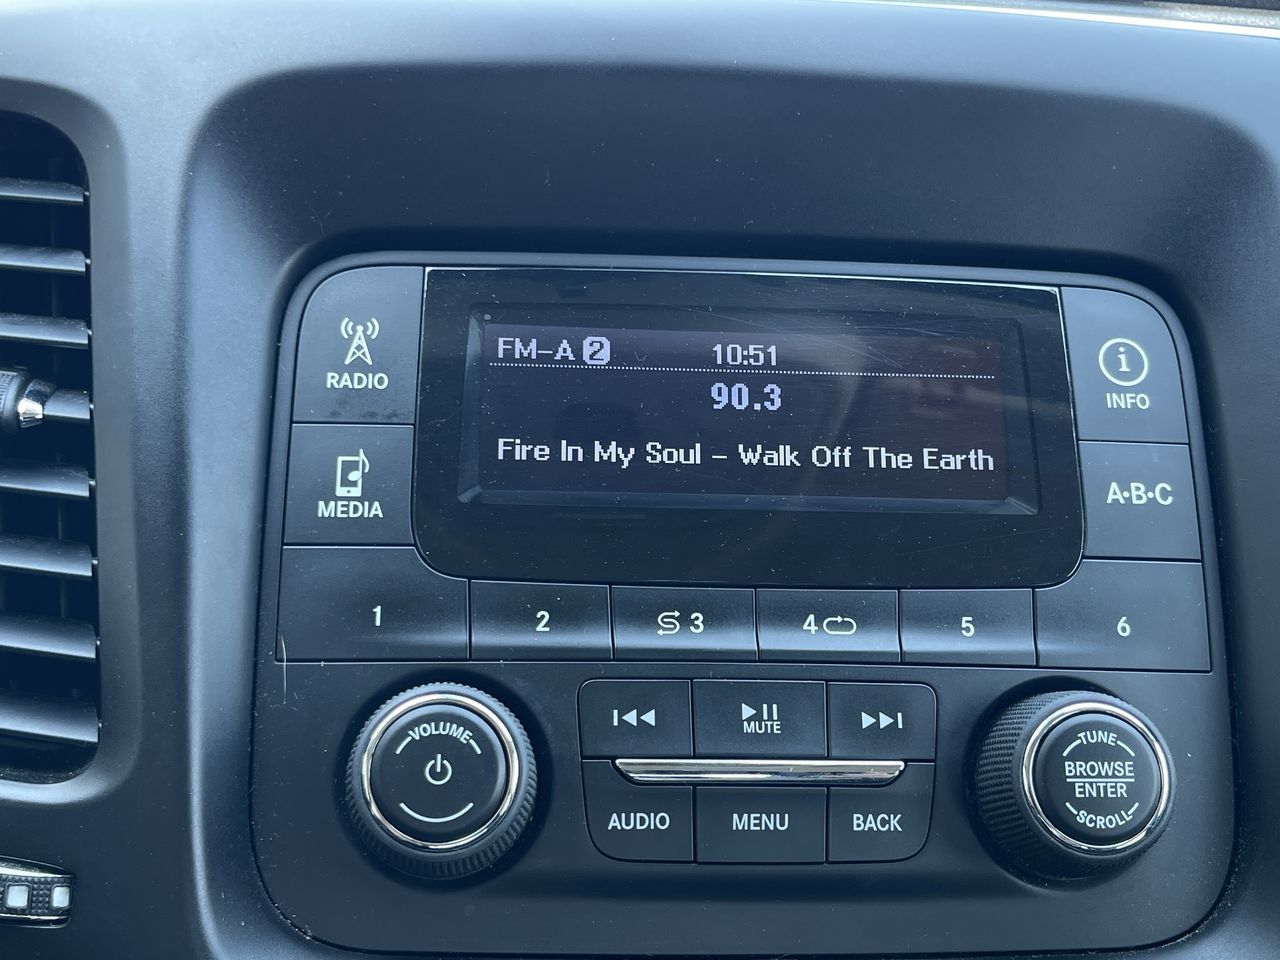 FM-A 2 10:51
90.3
Fire In My Soul - Walk Off The Earth
RADIO
MEDIA
INFO
A·B·C
1 2 3 4 5 6
VOLUME
MUTE
AUDIO MENU BACK
TUNE
BROWSE
ENTER
SCROLL